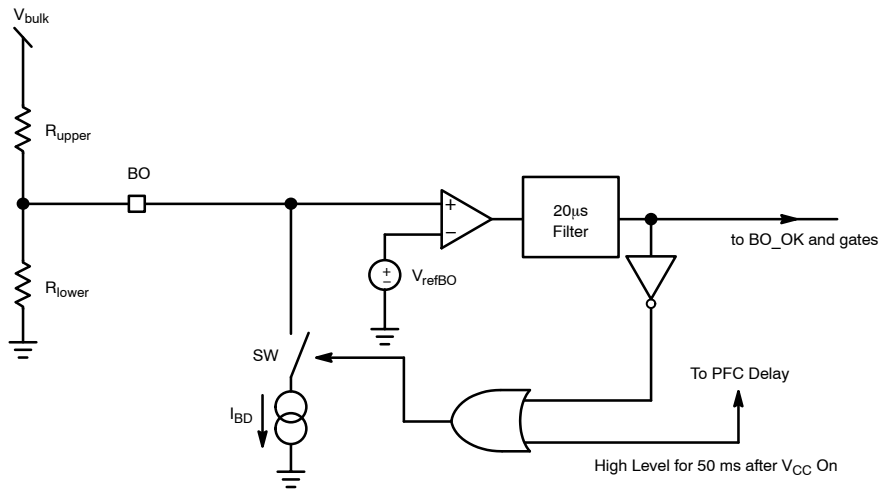 Vbulk
Rupper
BO
+
−
20μs
Filter
to BO_OK and gates
Rlower
+
−
VrefBO
SW
IBD
To PFC Delay
High Level for 50 ms after VCC On